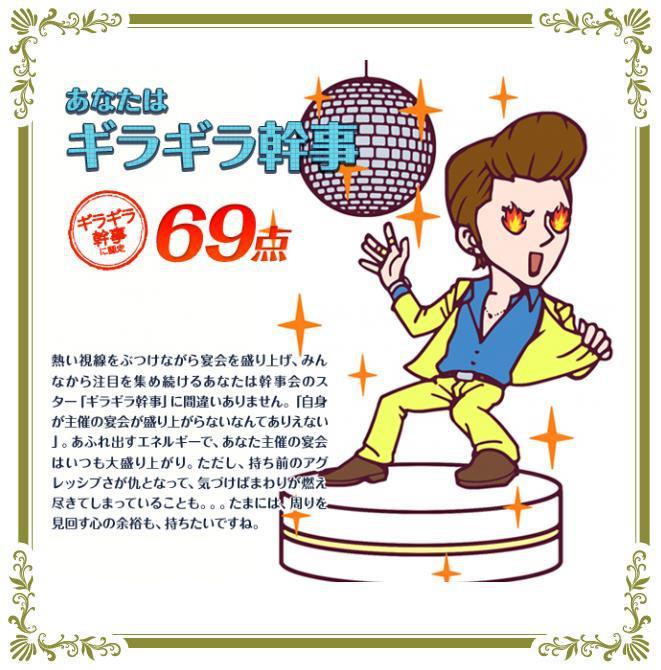 あなたは
ギラギラ幹事
ギラギラ
幹事
に認定
69点
熱い視線をぶつけながら宴会を盛り上げ、みん
なから注目を集め続けるあなたは幹事会のス
ター「ギラギラ幹事」に間違いありません。「自身
が主催の宴会が盛り上がらないなんてありえない
」。あふれ出すエネルギーで、あなた主催の宴会
はいつも大盛り上がり。ただし、持ち前のアグ
レッシブさが仇となって、気づけばまわりが燃え
尽きてしまっていることも。。。たまには、周りを
見回す心の余裕も、持ちたいですね。